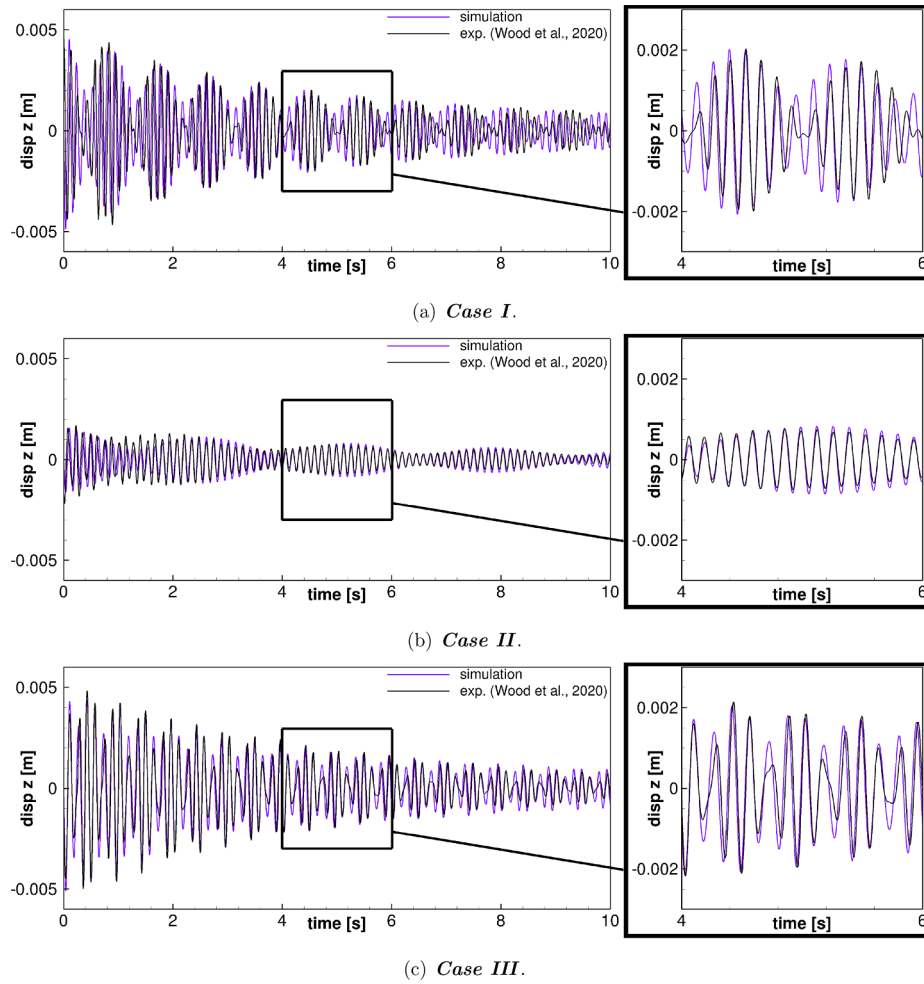 simulation
exp. (Wood et al., 2020)
disp z [m]
0.005
0
-0.005
0 2 4 6 8 10
time [s]
disp z [m]
0.002
0
-0.002
4 6
time [s]
(a) Case I.
simulation
exp. (Wood et al., 2020)
disp z [m]
0.005
0
-0.005
0 2 4 6 8 10
time [s]
disp z [m]
0.002
0
-0.002
4 6
time [s]
(b) Case II.
simulation
exp. (Wood et al., 2020)
disp z [m]
0.005
0
-0.005
0 2 4 6 8 10
time [s]
disp z [m]
0.002
0
-0.002
4 6
time [s]
(c) Case III.